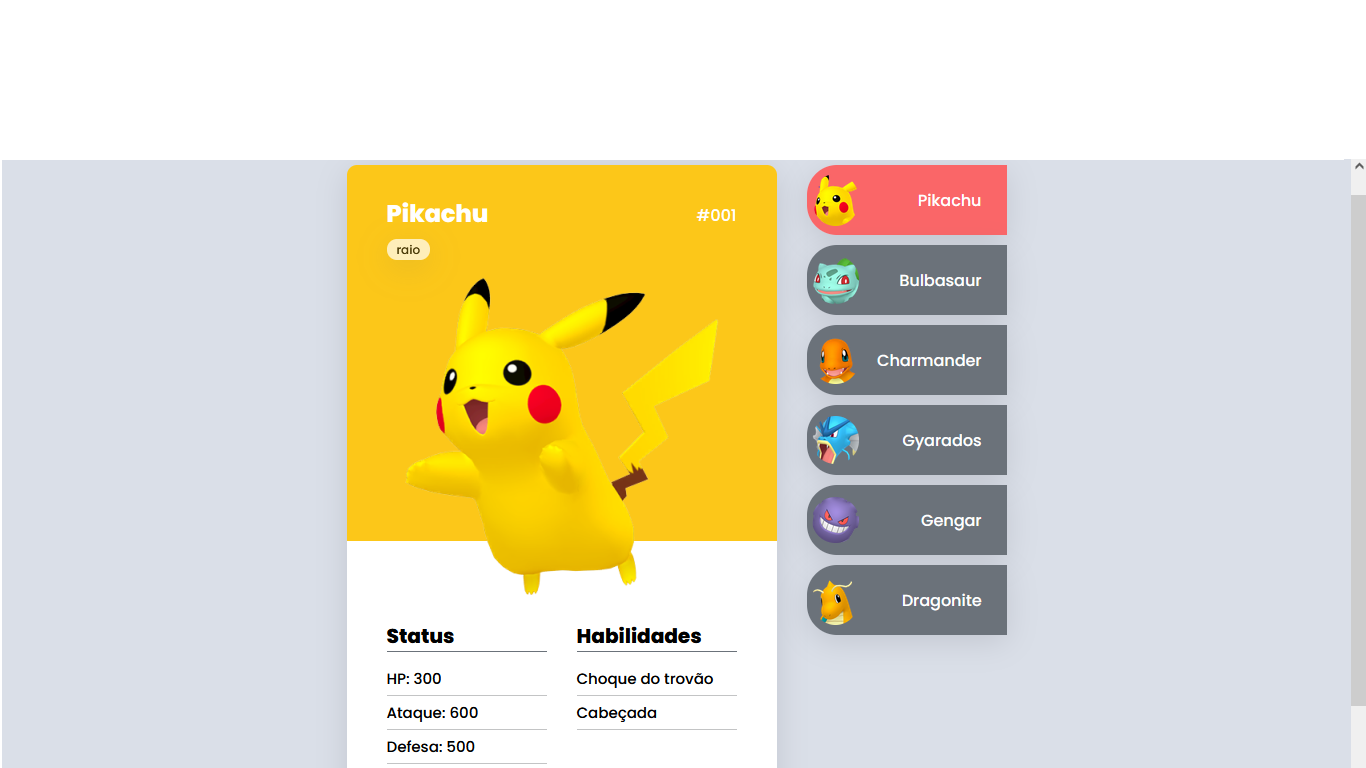 Pikachu
#001
raio
Status
HP: 300
Ataque: 600
Defesa: 500
Habilidades
Choque do trovão
Cabeçada
Pikachu
Bulbasaur
Charmander
Gyarados
Gengar
Dragonite